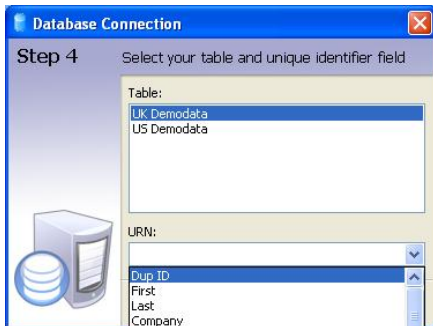 Database Connection
Step 4 Select your table and unique identifier field
Table:
UK Demodata
US Demodata
URN:
Dup ID
First
Last
Company